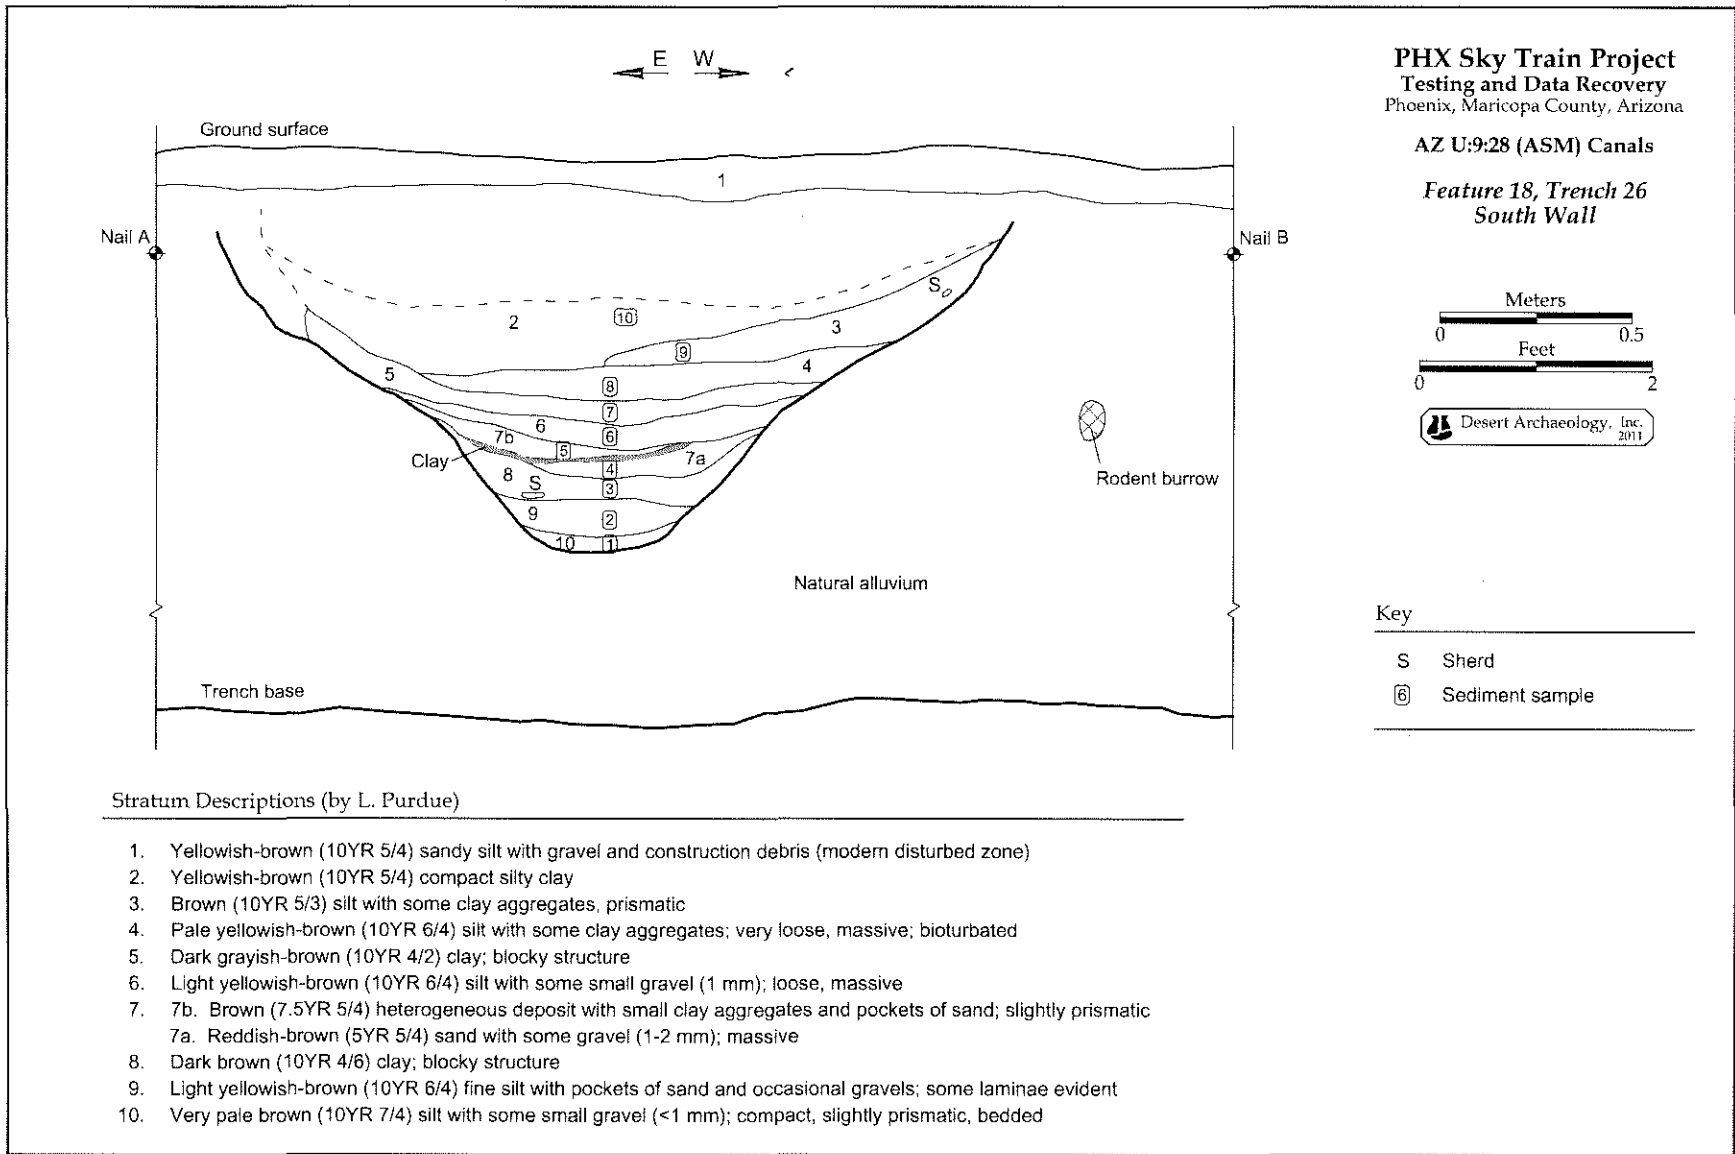 E W
PHX Sky Train Project
Testing and Data Recovery
Phoenix, Maricopa County, Arizona
AZ U:9:28 (ASM) Canals
Feature 18, Trench 26
South Wall
Ground surface
1
Nail A
Nail B
S
2
10
3
9
4
5
8
7
6
6
7b
5
7a
Clay
4
8
S
3
9
2
10
1
Natural alluvium
Rodent burrow
Trench base
Meters
0 0.5
Feet
0 2
Desert Archaeology, Inc.
2011
Key
S Sherd
6 Sediment sample
Stratum Descriptions (by L. Purdue)
1. Yellowish-brown (10YR 5/4) sandy silt with gravel and construction debris (modern disturbed zone)
2. Yellowish-brown (10YR 5/4) compact silty clay
3. Brown (10YR 5/3) silt with some clay aggregates, prismatic
4. Pale yellowish-brown (10YR 6/4) silt with some clay aggregates; very loose, massive; bioturbated
5. Dark grayish-brown (10YR 4/2) clay; blocky structure
6. Light yellowish-brown (10YR 6/4) silt with some small gravel (1 mm); loose, massive
7. 7b. Brown (7.5YR 5/4) heterogeneous deposit with small clay aggregates and pockets of sand; slightly prismatic
7a. Reddish-brown (5YR 5/4) sand with some gravel (1-2 mm); massive
8. Dark brown (10YR 4/6) clay; blocky structure
9. Light yellowish-brown (10YR 6/4) fine silt with pockets of sand and occasional gravels; some laminae evident
10. Very pale brown (10YR 7/4) silt with some small gravel (<1 mm); compact, slightly prismatic, bedded